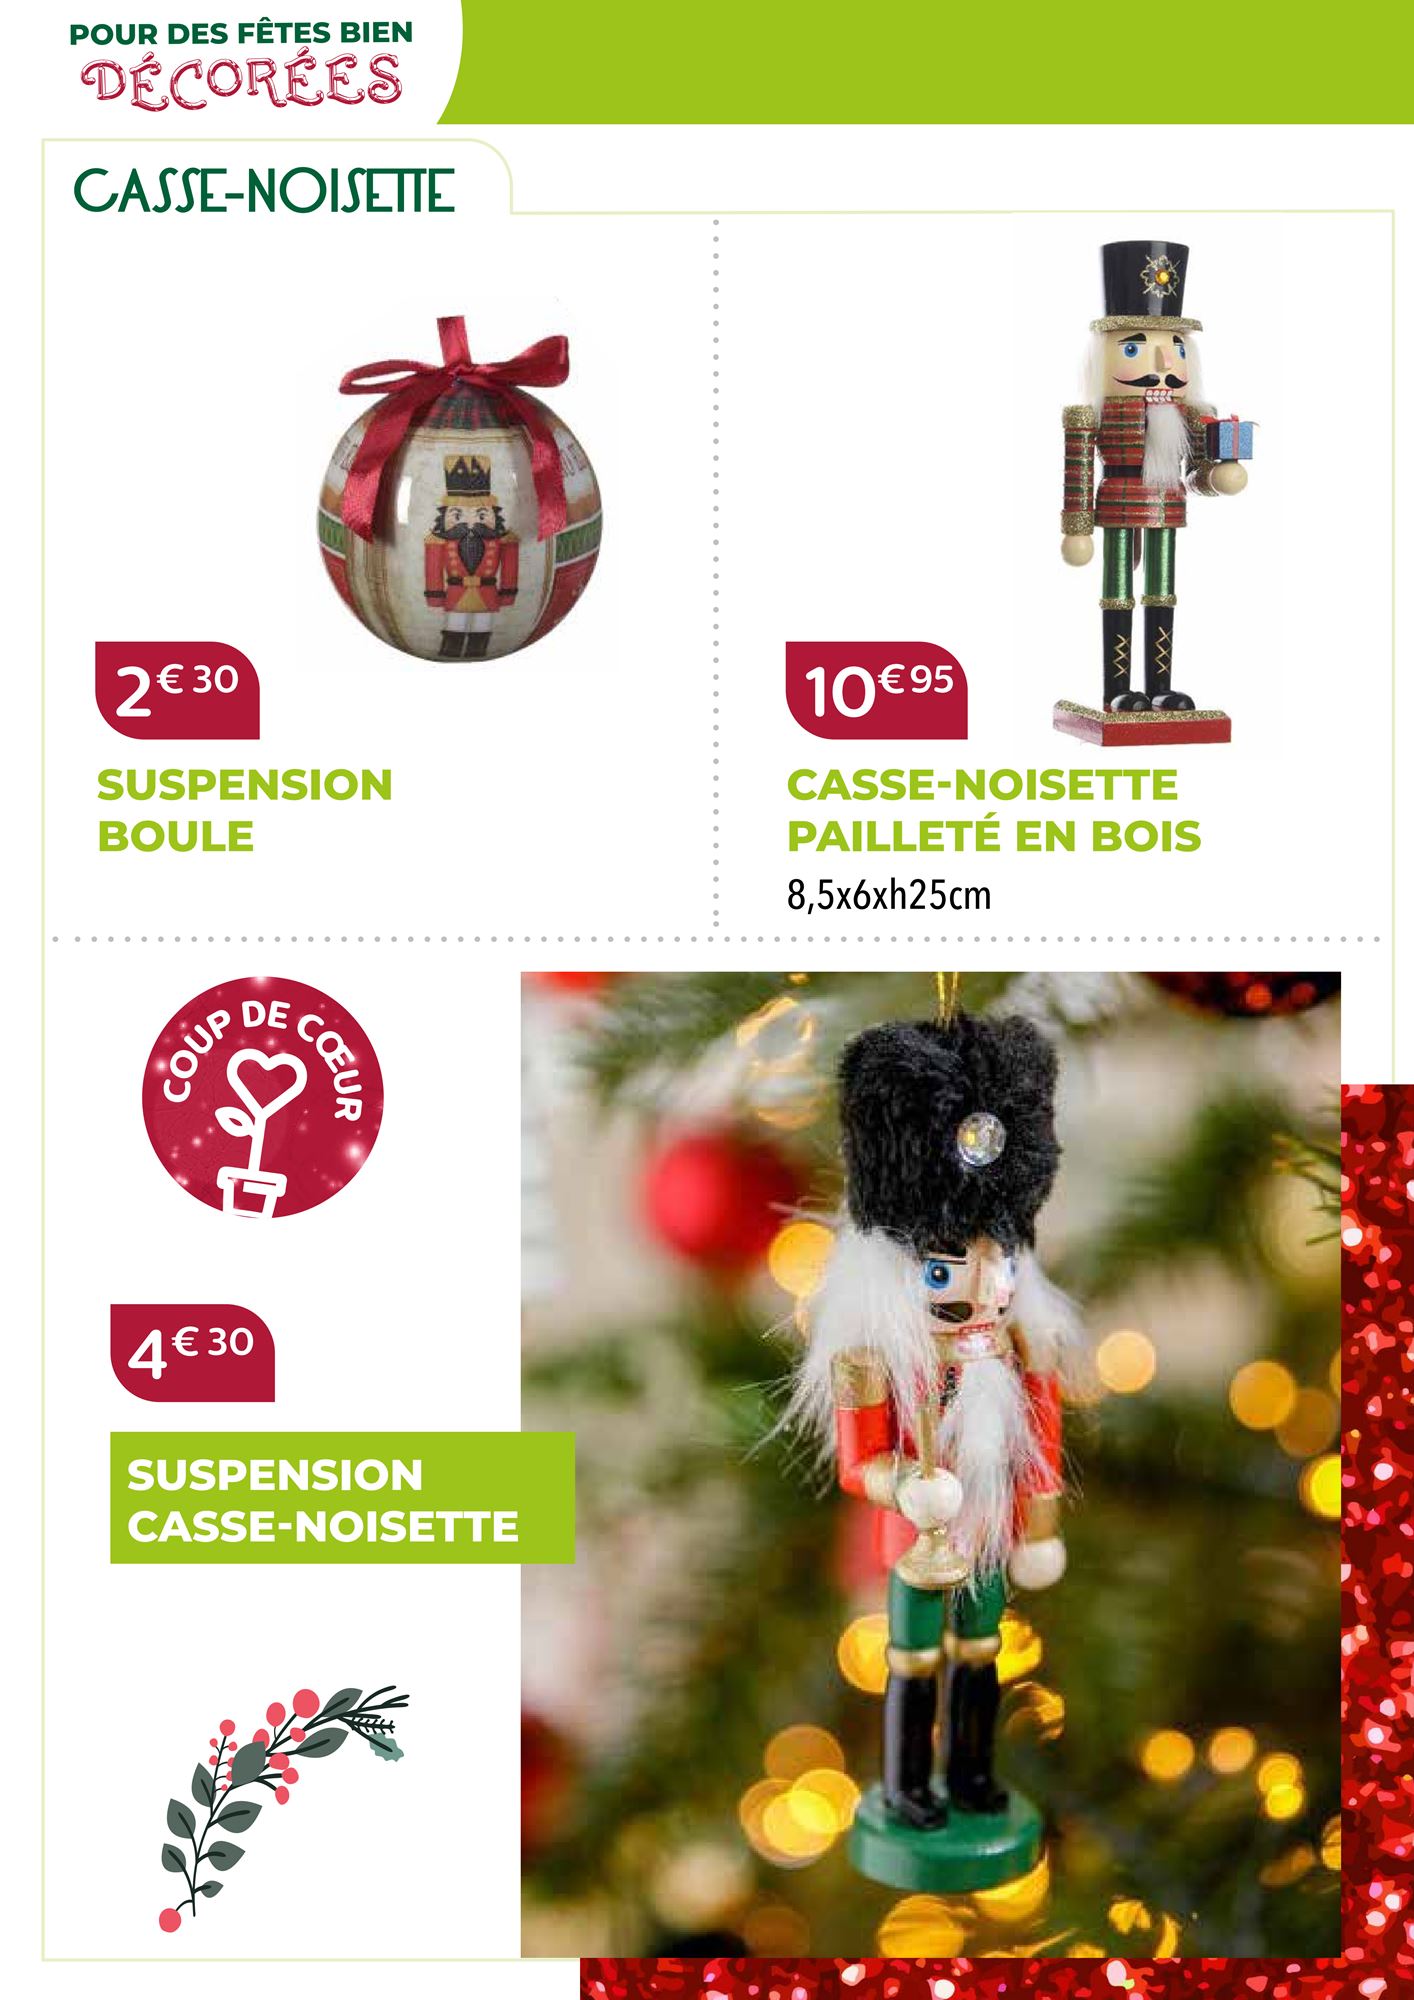 POUR DES FÊTES BIEN
DÉCORÉES
CASSE-NOISETTE
2€30
SUSPENSION
BOULE
10€95
CASSE-NOISETTE
PAILLETÉ EN BOIS
8,5x6xh25cm
COUP DE CŒUR
4€30
SUSPENSION
CASSE-NOISETTE